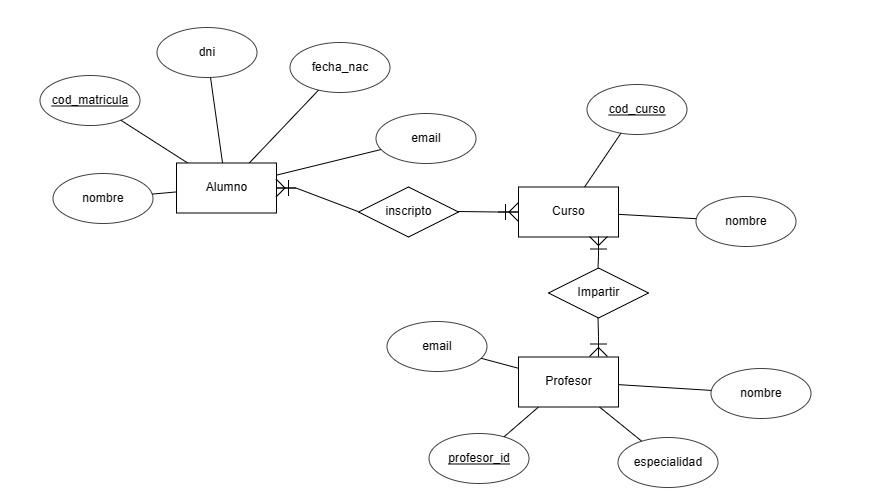 dni
fecha_nac
cod_matricula
cod_curso
email
Alumno
nombre
inscripto
Curso
nombre
Impartir
email
Profesor
nombre
profesor_id
especialidad